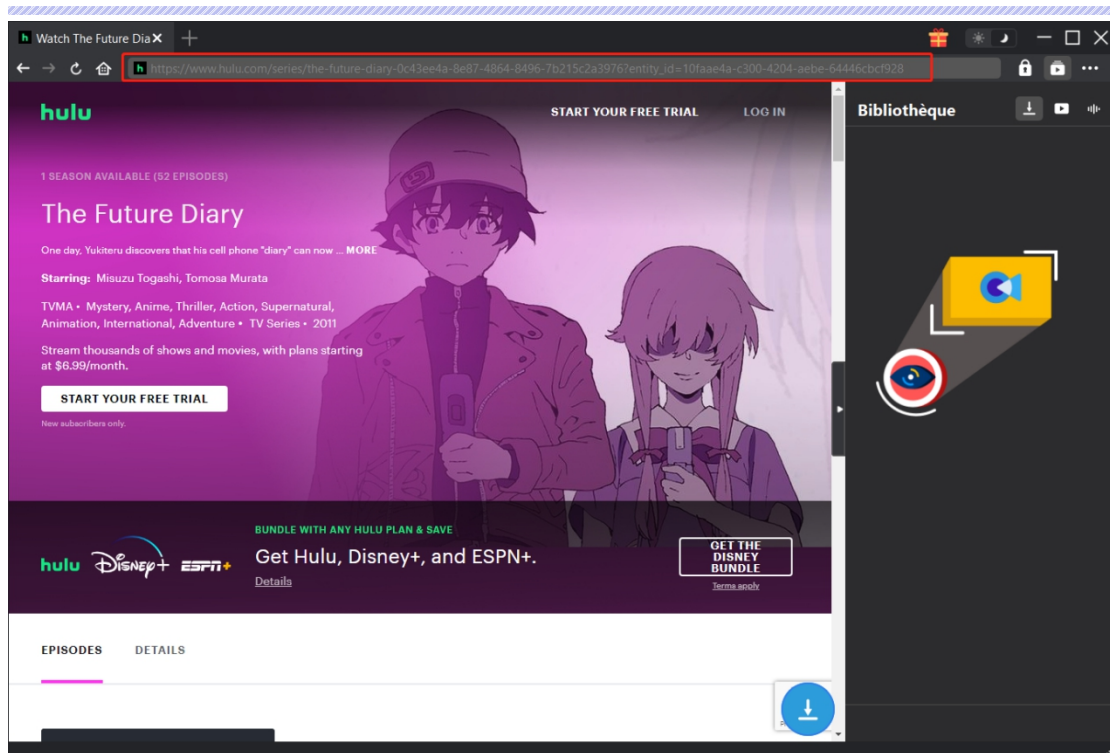 Watch The Future Dia
https://www.hulu.com/series/the-future-diary-0c43ee4a-8e87-4864-8496-7b215c2a3976?entity_id=10faae4a-c300-4204-aebe-64446cbcf928
hulu
START YOUR FREE TRIAL LOG IN
Bibliothèque
1 SEASON AVAILABLE (52 EPISODES)
The Future Diary
One day, Yukiteru discovers that his cell phone "diary" can now ... MORE
Starring: Misuzu Togashi, Tomosa Murata
TVMA • Mystery, Anime, Thriller, Action, Supernatural,
Animation, International, Adventure • TV Series • 2011
Stream thousands of shows and movies, with plans starting
at $6.99/month.
START YOUR FREE TRIAL
New subscribers only.
BUNDLE WITH ANY HULU PLAN & SAVE
hulu Disney+ ESPN+
Get Hulu, Disney+, and ESPN+.
Details
GET THE
DISNEY
BUNDLE
Terms apply
EPISODES DETAILS